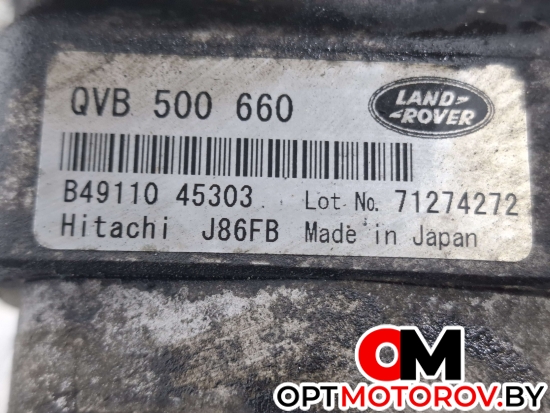 QVB 500 660
LAND-
-ROVER
B49110 45303 Lot No. 71274272
Hitachi J86FB Made in Japan
OM
OPTMOTOROV.BY